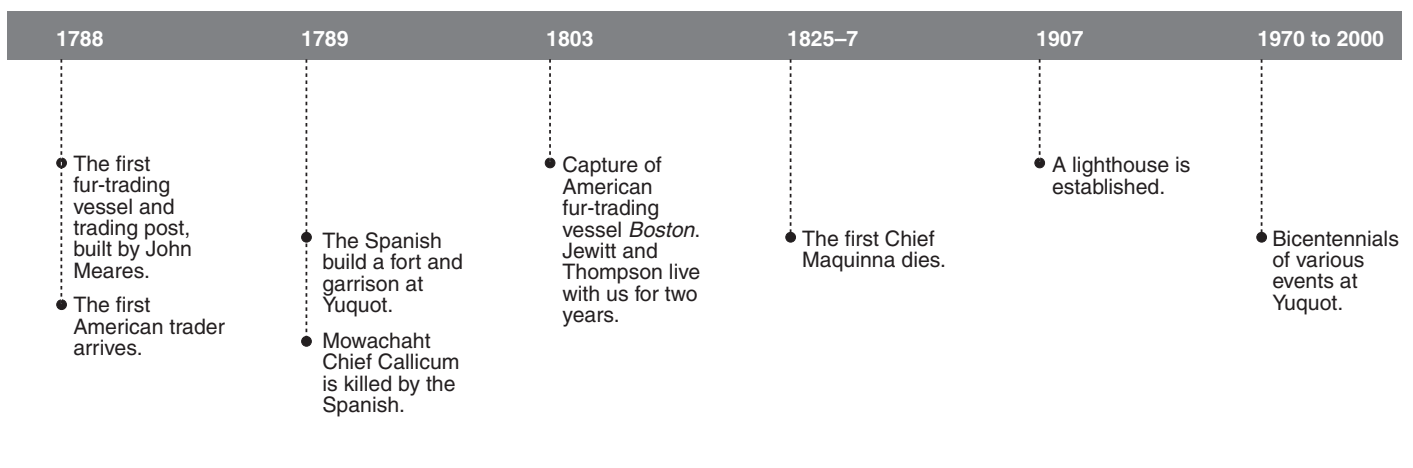 1788
1789
1803
1825–7
1907
1970 to 2000
The first
fur-trading
vessel and
trading post,
built by John
Meares.
The first
American trader
arrives.
The Spanish
build a fort and
garrison at
Yuquot.
Mowachaht
Chief Callicum
is killed by the
Spanish.
Capture of
American
fur-trading
vessel Boston.
Jewitt and
Thompson live
with us for two
years.
The first Chief
Maquinna dies.
A lighthouse is
established.
Bicentennials
of various
events at
Yuquot.